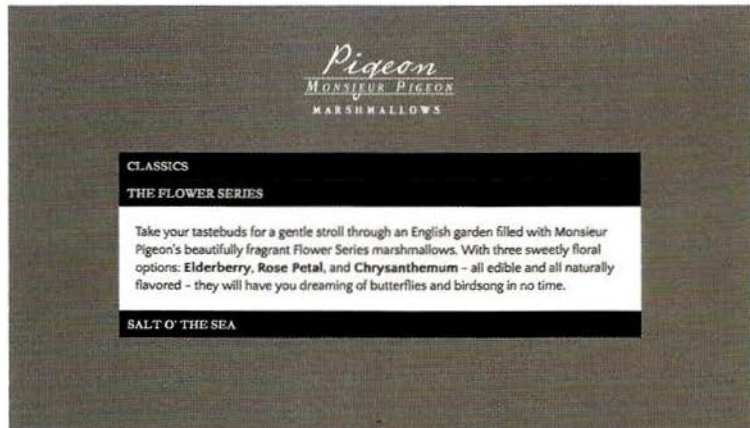 Pigeon
MONSIEUR PIGEON
MARSHMALLOWS
CLASSICS
THE FLOWER SERIES
Take your tastebuds for a gentle stroll through an English garden filled with Monsieur
Pigeon's beautifully fragrant Flower Series marshmallows. With three sweetly floral
options: Elderberry, Rose Petal, and Chrysanthemum – all edible and all naturally
flavored – they will have you dreaming of butterflies and birdsong in no time.
SALT O' THE SEA